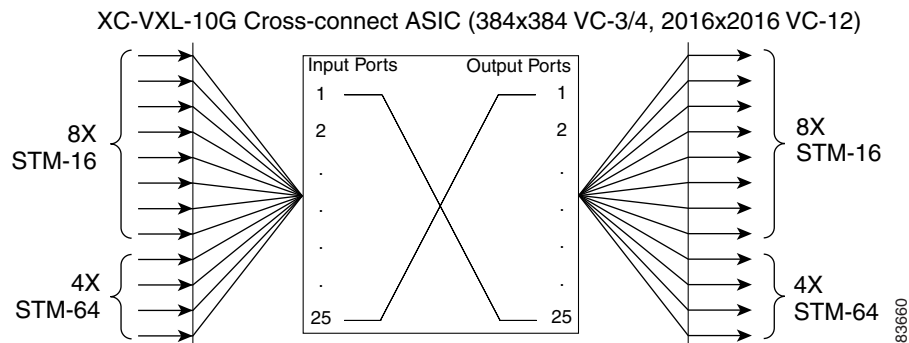 XC-VXL-10G Cross-connect ASIC (384x384 VC-3/4, 2016x2016 VC-12)
Input Ports
Output Ports
1
1
2
2
8X
STM-16
8X
STM-16
.
.
.
.
.
.
4X
STM-64
4X
STM-64
25
25
83660